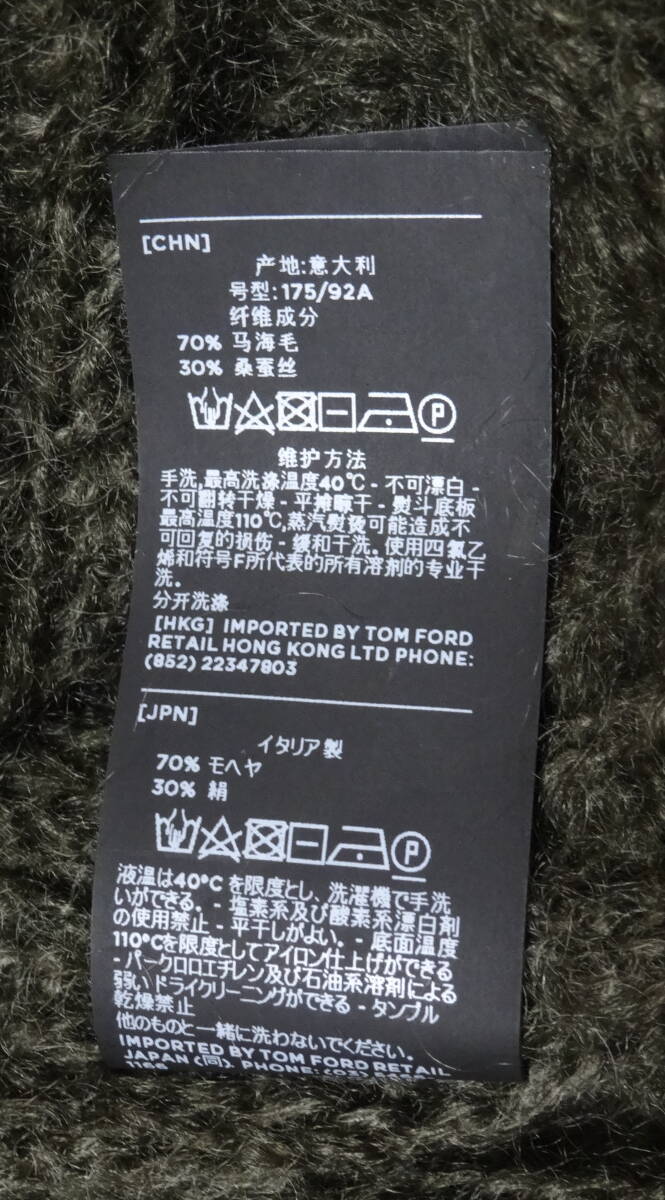 [CHN]
产地:意大利
号型:175/92A
纤维成分
70% 马海毛
30% 桑蚕丝
P
维护方法
手洗,最高洗涤温度40℃ - 不可漂白 -
不可翻转干燥 - 平摊晾干 - 熨斗底板
最高温度110℃,蒸汽熨烫可能造成不
可回复的损伤 - 缓和干洗。使用四氯乙
烯和符号F所代表的所有溶剂的专业干
洗。
分开洗涤
[HKG] IMPORTED BY TOM FORD
RETAIL HONG KONG LTD PHONE:
(852) 22347803
[JPN]
イタリア製
70% モヘヤ
30% 絹
P
液温は40°C を限度とし、洗濯機で手洗
いができる。 - 塩素系及び酸素系漂白剤
の使用禁止 - 平干しがよい。 - 底面温度
110°Cを限度としてアイロン仕上げができる
- パークロロエチレン及び石油系溶剤による
弱い ドライクリーニングができる - タンブル
乾燥禁止
他のものと一緒に洗わないでください。
IMPORTED BY TOM FORD RETAIL
JAPAN (同). PHONE: (03)